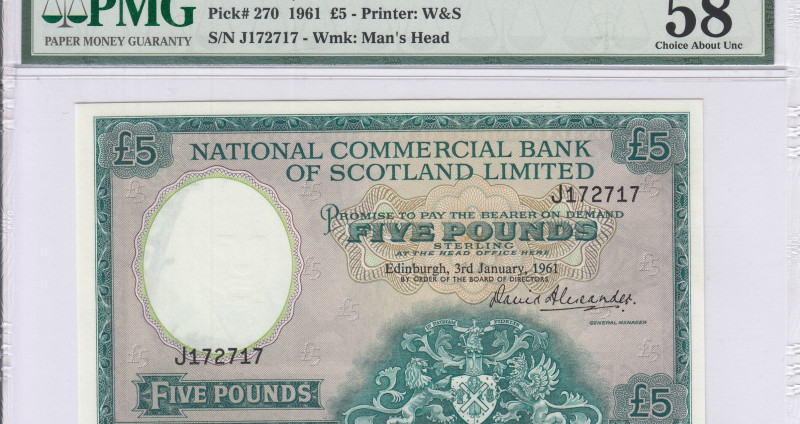 PMG
PAPER MONEY GUARANTY
Pick# 270 1961 £5 - Printer: W&S
S/N J172717 - Wmk: Man's Head
58
Choice About Unc
£5
£5
NATIONAL COMMERCIAL BANK
OF SCOTLAND LIMITED
J172717
PROMISE TO PAY THE BEARER ON DEMAND
FIVE POUNDS
STERLING
AT THE HEAD OFFICE HERE
Edinburgh, 3rd January, 1961
BY ORDER OF THE BOARD OF DIRECTORS
David Alexander.
GENERAL MANAGER
J172717
FIVE POUNDS
£5